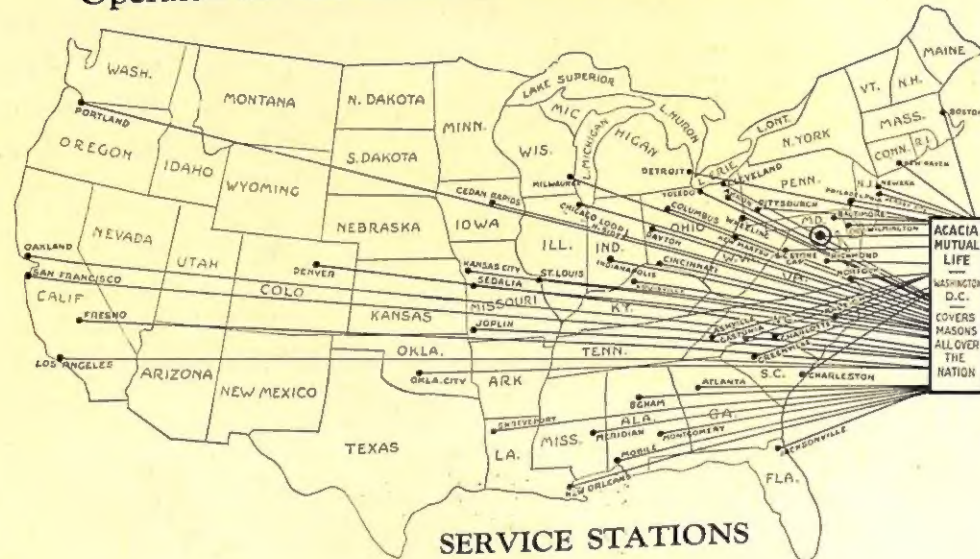 WASH.
MONTANA
N. DAKOTA
MINN.
LAKE SUPERIOR
MAINE
VT.
N.H.
PORTLAND
OREGON
IDAHO
WYOMING
S. DAKOTA
WIS.
MIC
HIGAN
L. MICHIGAN
L. HURON
L. ONT.
N. YORK
MASS.
BOSTON
CONN.
R.I.
NEW HAVEN
MILWAUKEE
DETROIT
L. ERIE
CLEVELAND
TOLEDO
AKRON
PENN.
PITTSBURGH
N.J.
NEWARK
NEVADA
UTAH
NEBRASKA
IOWA
CEDAR RAPIDS
CHICAGO LOOP
ILL.
IND.
COLUMBUS
OHIO
WHEELING
MD.
BALTIMORE
WILMINGTON
DAYTON
OAKLAND
SAN FRANCISCO
CALIF
FRESNO
LOS ANGELES
DENVER
COLO
KANSAS
KANSAS CITY
SEDALIA
ST. LOUIS
MISSOURI
JOPLIN
INDIANAPOLIS
CINCINNATI
LOUISVILLE
KY.
W. VA.
RICHMOND
NORFOLK
ARIZONA
NEW MEXICO
OKLA.
OKLA. CITY
TEXAS
ARK
TENN.
NASHVILLE
GASTONIA
CHARLOTTE
GREENVILLE
S.C.
CHARLESTON
SHREVEPORT
LA.
MISS.
MERIDIAN
ALA.
BGHAM
ATLANTA
GA
MONTGOMERY
MOBILE
NEW ORLEANS
JACKSONVILLE
FLA.
ACACIA
MUTUAL
LIFE
WASHINGTON
D.C.
COVERS
MASONS
ALL OVER
THE
NATION
SERVICE STATIONS